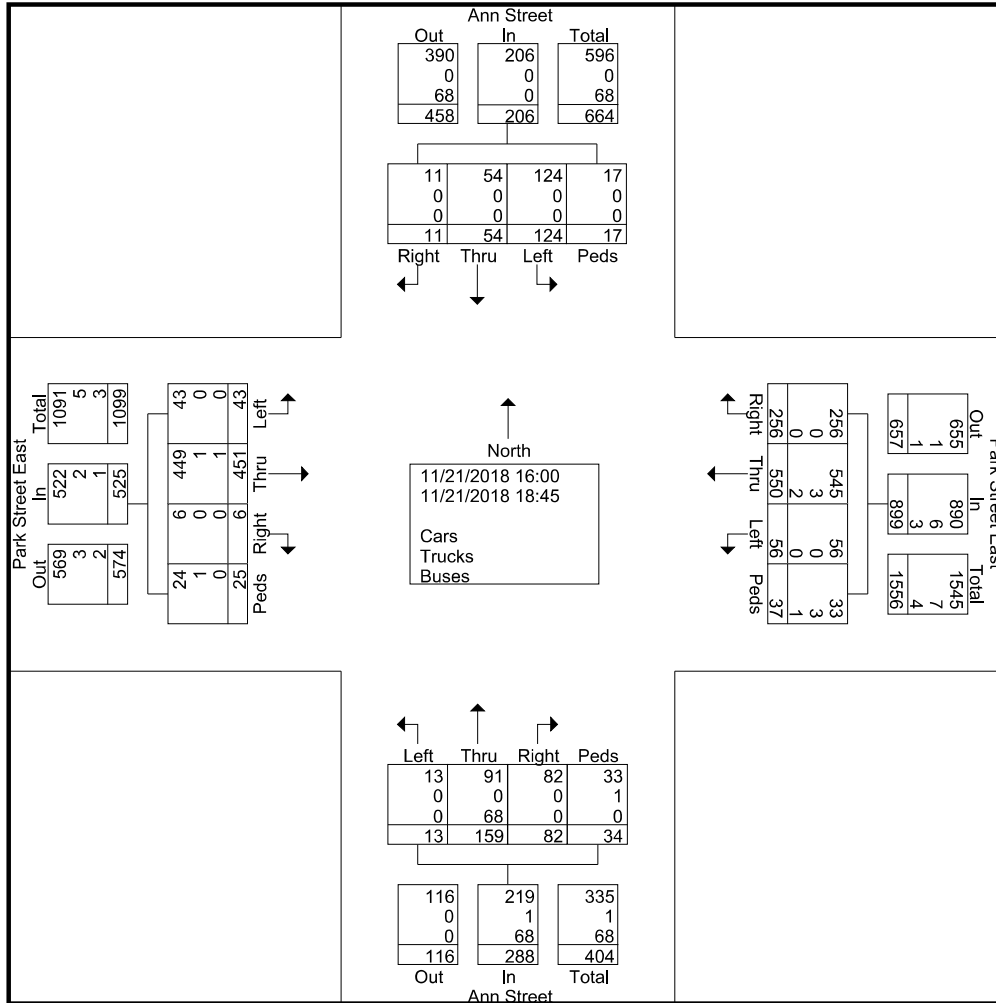 Ann Street
Out In Total
390 206 596
0 0 0
68 0 68
458 206 664
11 54 124 17
0 0 0 0
0 0 0 0
11 54 124 17
Right Thru Left Peds
Park Street East
Total
1091 5 3 1099
In
522 2 1 525
Out
569 3 2 574
43 0 0 43
Left
449 1 1 451
Thru
6 0 0 6
Right
24 1 0 25
Peds
North
11/21/2018 16:00
11/21/2018 18:45
Cars
Trucks
Buses
Right
256 0 0 256
Thru
545 3 2 550
Left
56 0 0 56
Peds
33 3 1 37
Park Street East
Out
655 1 1 657
In
890 6 3 899
Total
1545 7 4 1556
Left Thru Right Peds
13 91 82 33
0 0 0 1
0 68 0 0
13 159 82 34
116 219 335
0 1 1
0 68 68
116 288 404
Out In Total
Ann Street